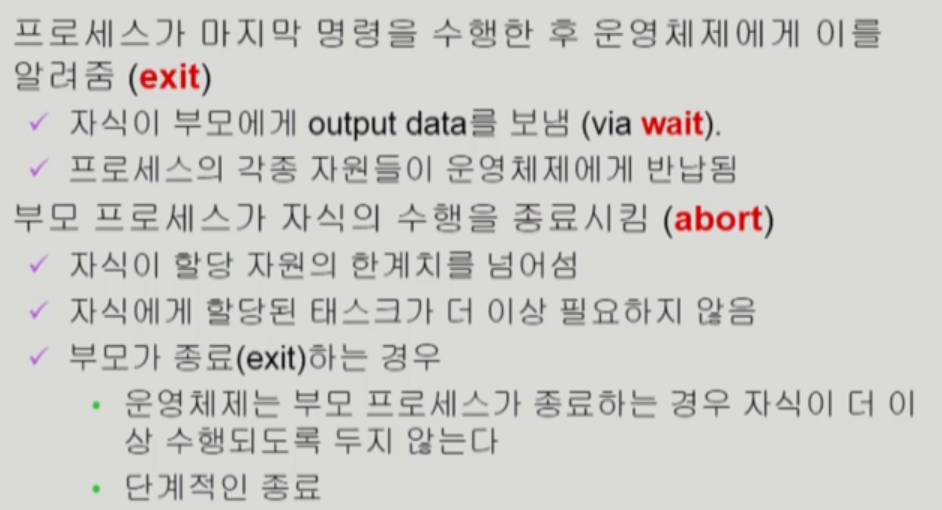 프로세스가 마지막 명령을 수행한 후 운영체제에게 이를
알려줌 (exit)
✓ 자식이 부모에게 output data를 보냄 (via wait).
✓ 프로세스의 각종 자원들이 운영체제에게 반납됨
부모 프로세스가 자식의 수행을 종료시킴 (abort)
✓ 자식이 할당 자원의 한계치를 넘어섬
✓ 자식에게 할당된 태스크가 더 이상 필요하지 않음
✓ 부모가 종료(exit)하는 경우
• 운영체제는 부모 프로세스가 종료하는 경우 자식이 더 이
상 수행되도록 두지 않는다
• 단계적인 종료